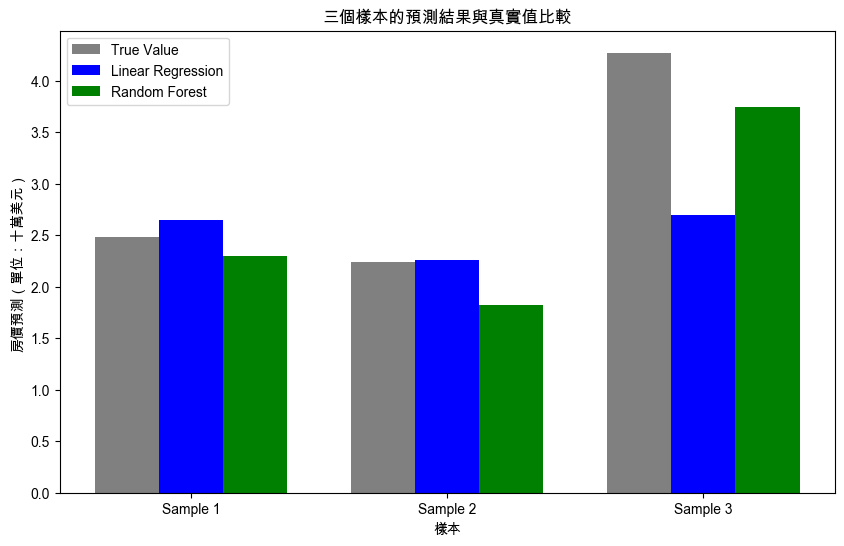 三個樣本的預測結果與真實值比較
True Value
Linear Regression
Random Forest
房價預測（單位：十萬美元）
4.0
3.5
3.0
2.5
2.0
1.5
1.0
0.5
0.0
Sample 1
Sample 2
Sample 3
樣本